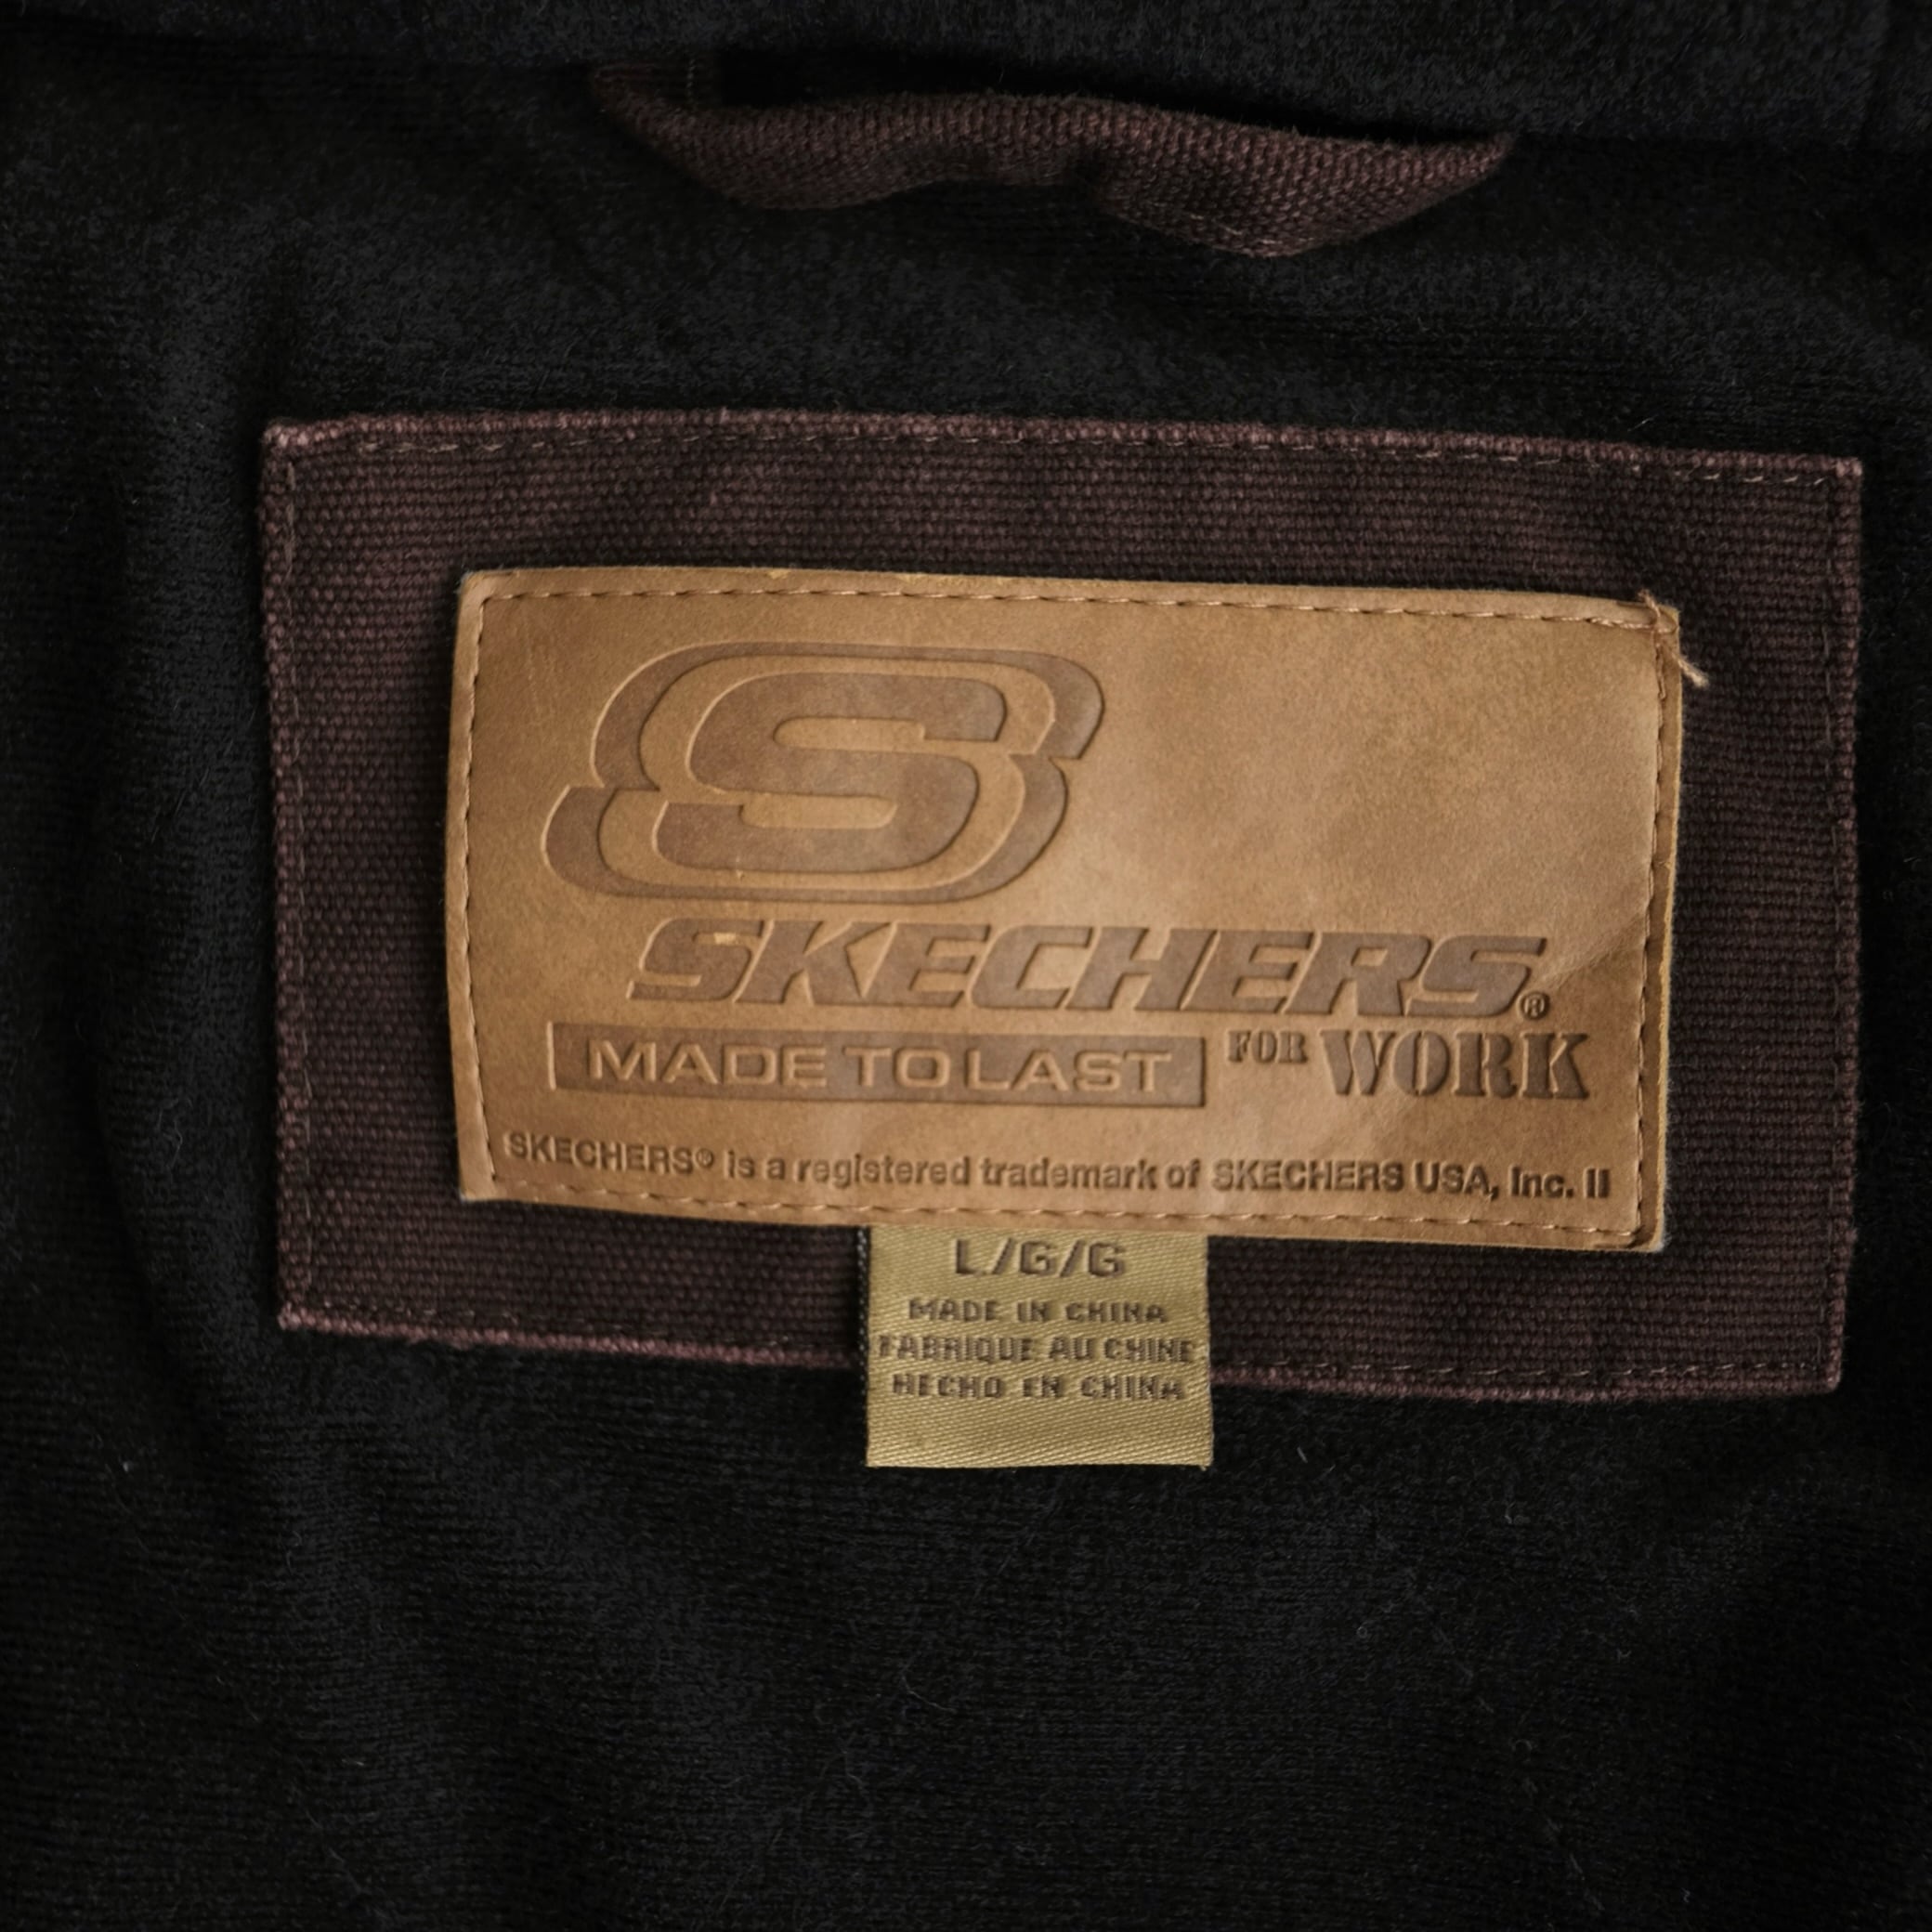 S
SKECHERS®
MADE TO LAST FOR WORK
SKECHERS® is a registered trademark of SKECHERS USA, Inc. II
L/G/G
MADE IN CHINA
FABRIQUE AU CHINE
HECHO EN CHINA